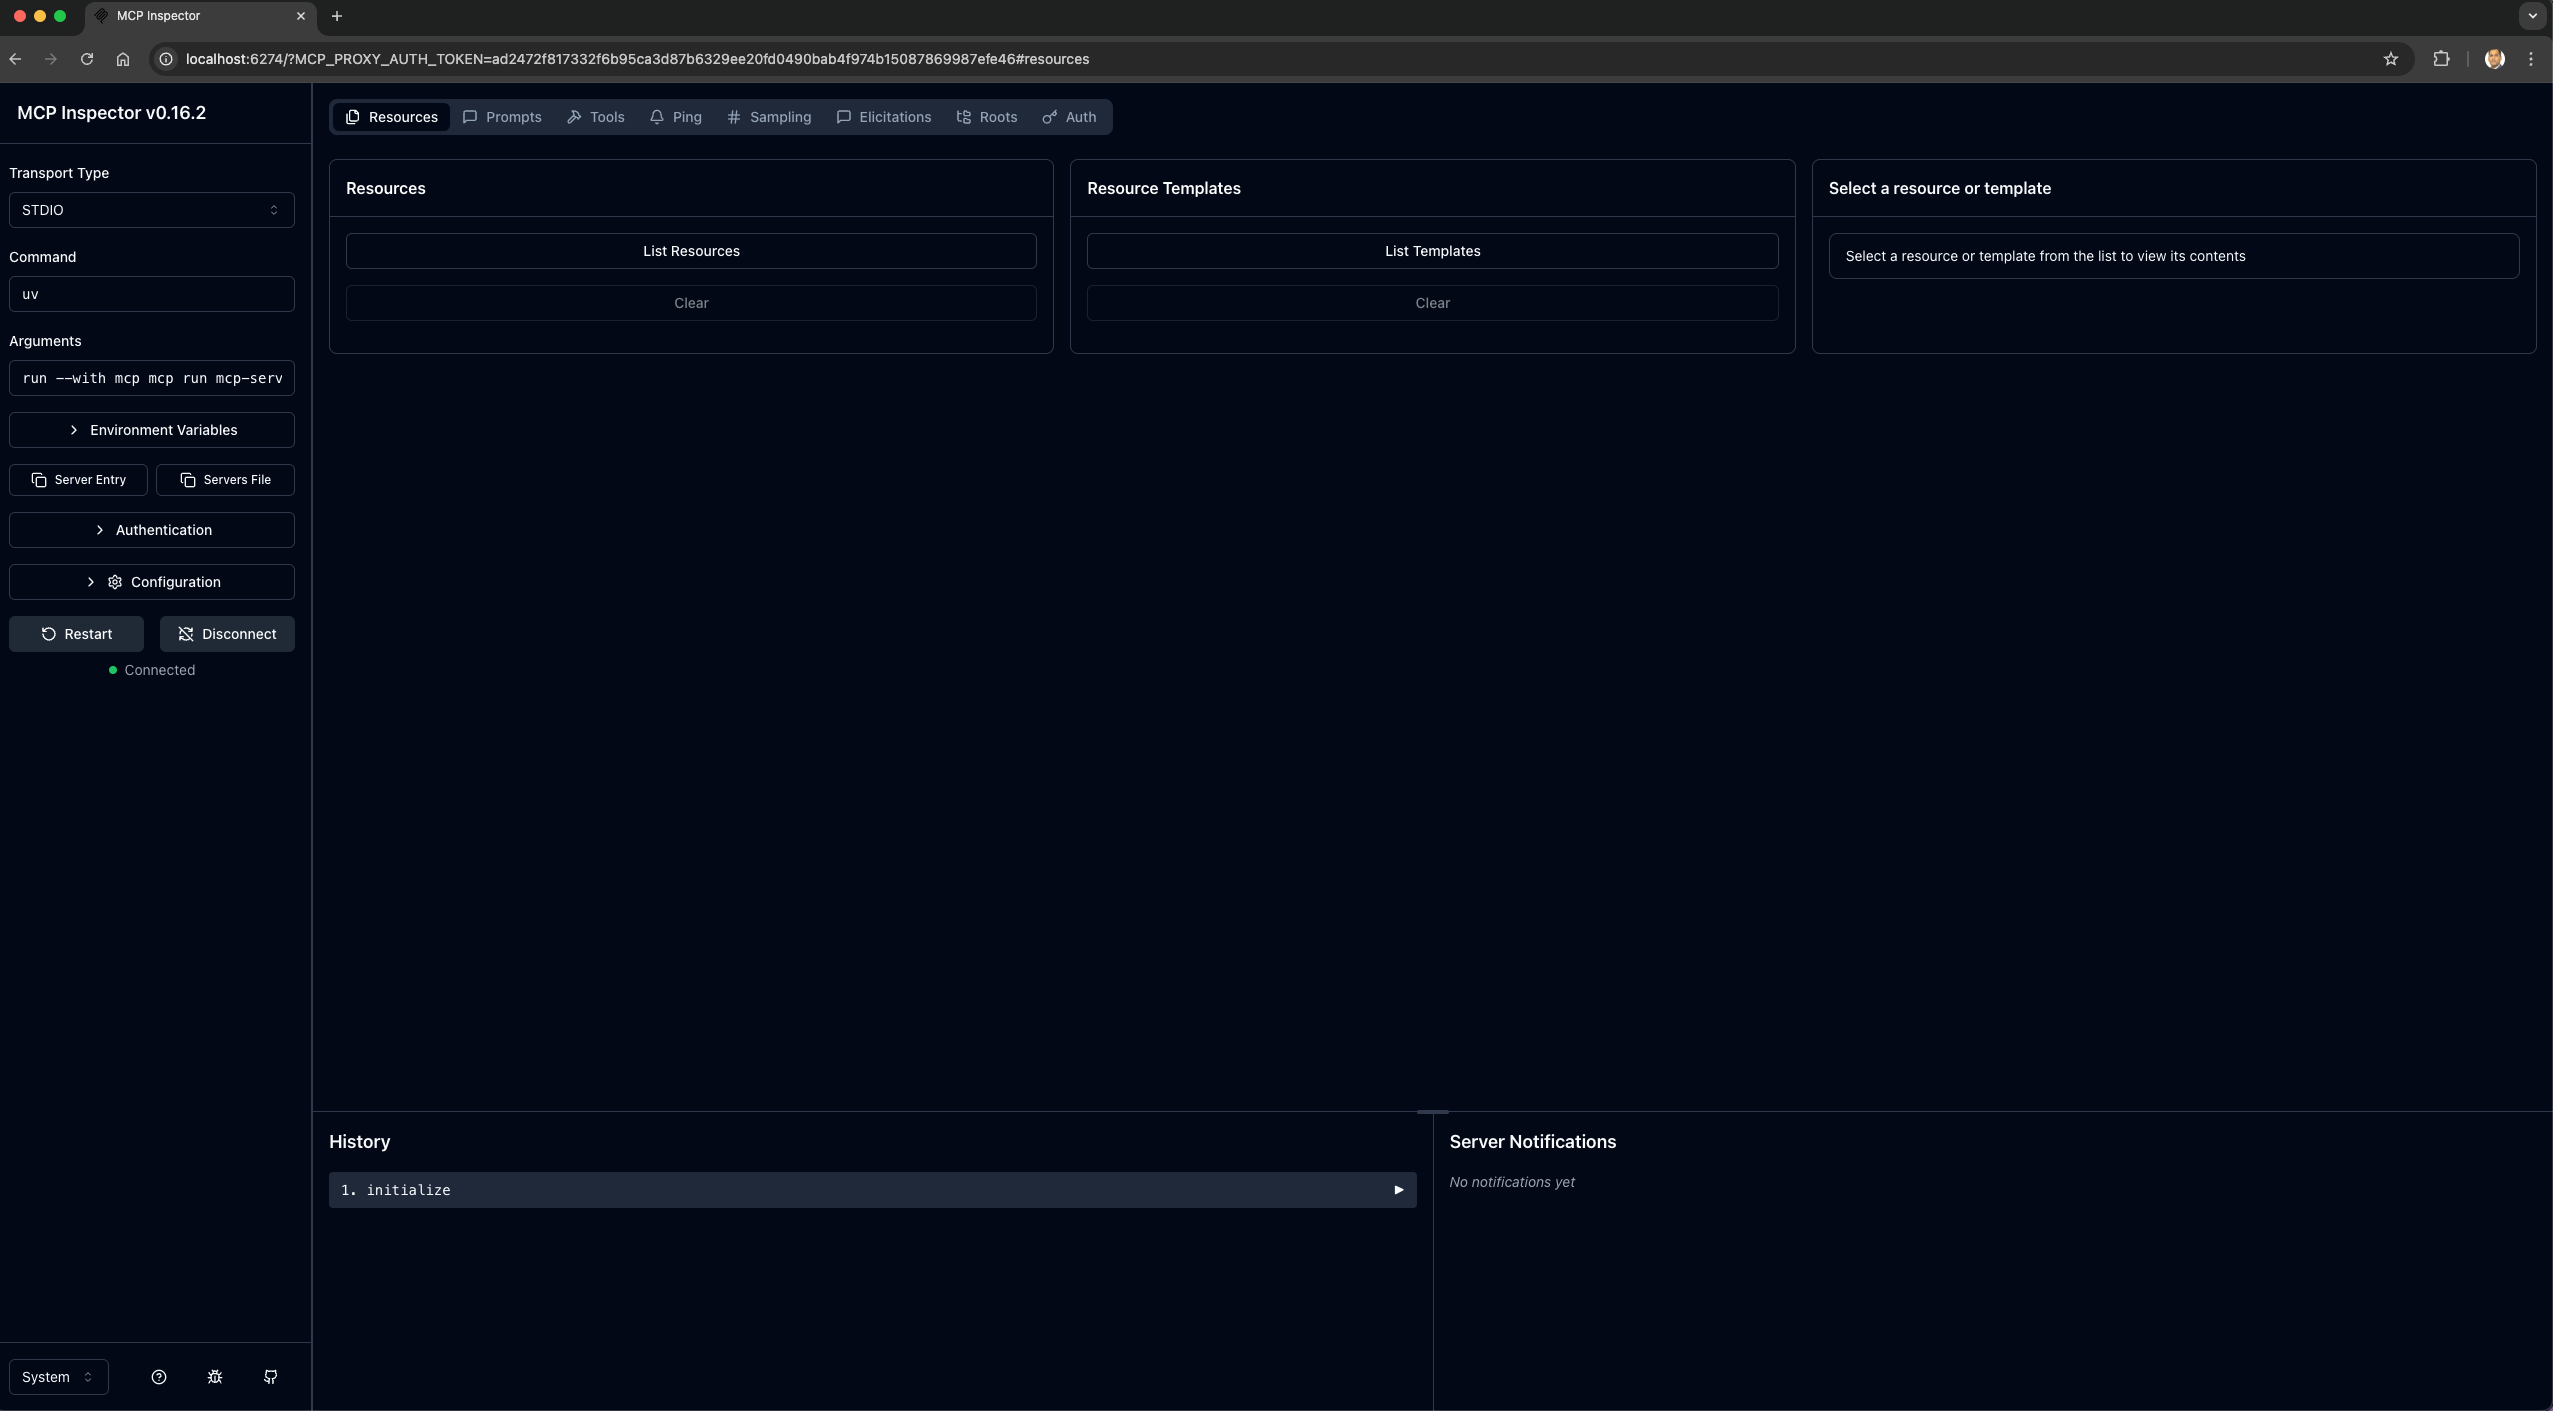 MCP Inspector
localhost:6274/?MCP_PROXY_AUTH_TOKEN=ad2472f817332f6b95ca3d87b6329ee20fd0490bab4f974b15087869987efe46#resources
MCP Inspector v0.16.2
Transport Type
STDIO
Command
uv
Arguments
run --with mcp mcp run mcp-serv
Environment Variables
Server Entry
Servers File
Authentication
Configuration
Restart
Disconnect
Connected
System
Resources
Prompts
Tools
Ping
Sampling
Elicitations
Roots
Auth
Resources
List Resources
Clear
Resource Templates
List Templates
Clear
Select a resource or template
Select a resource or template from the list to view its contents
History
1. initialize
Server Notifications
No notifications yet